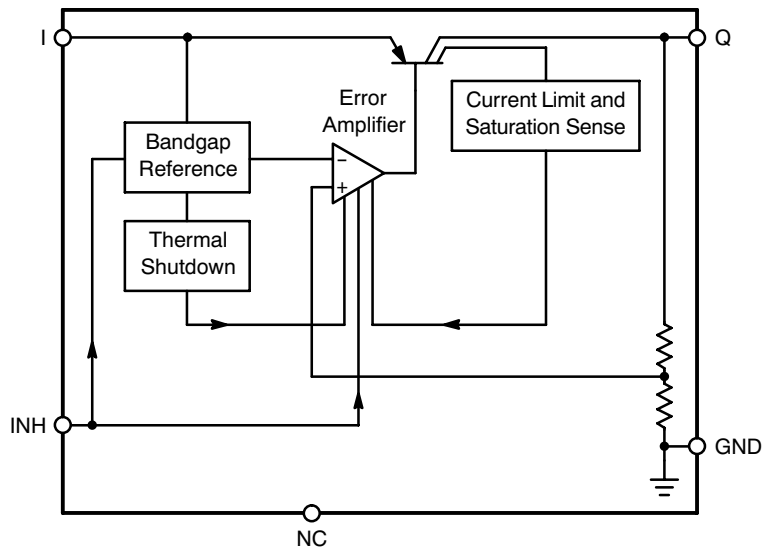 I
Q
Error
Amplifier
Current Limit and
Saturation Sense
Bandgap
Reference
−
+
Thermal
Shutdown
INH
GND
NC